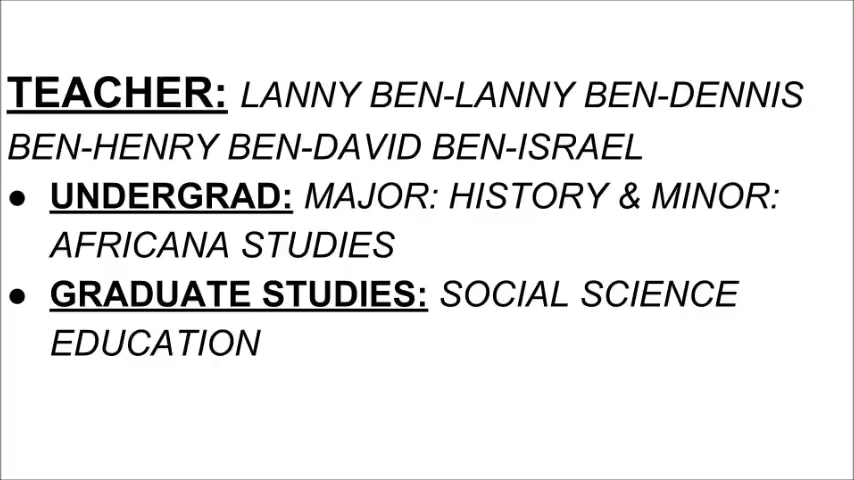 TEACHER: LANNY BEN-LANNY BEN-DENNIS
BEN-HENRY BEN-DAVID BEN-ISRAEL
● UNDERGRAD: MAJOR: HISTORY & MINOR:
AFRICANA STUDIES
● GRADUATE STUDIES: SOCIAL SCIENCE
EDUCATION